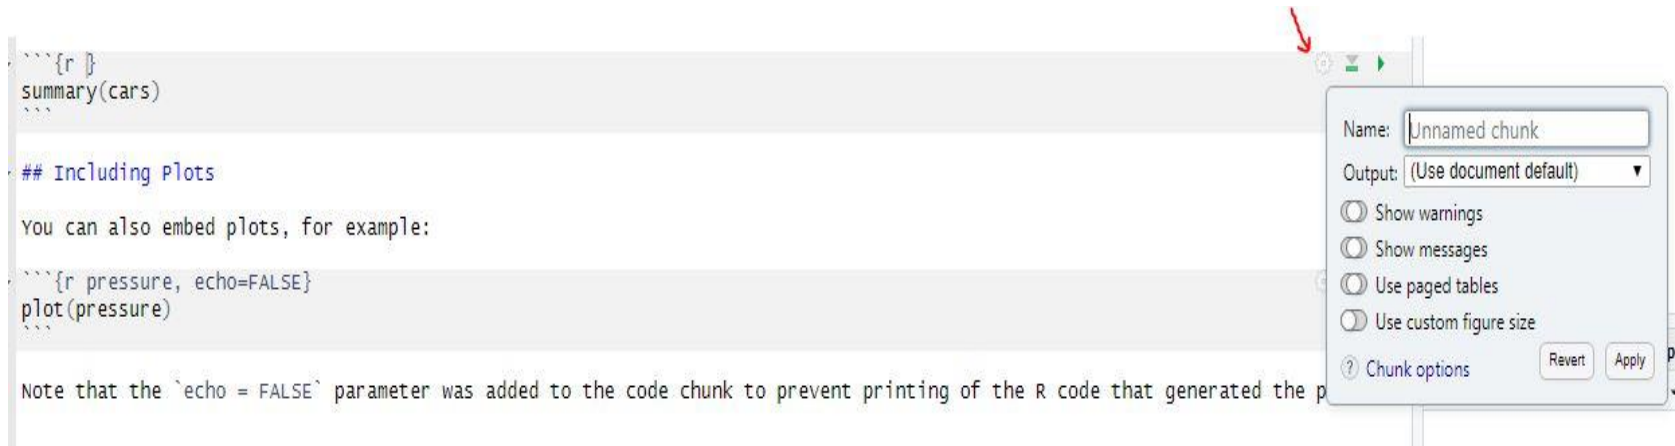 ```{r }
summary(cars)
```
## Including Plots
You can also embed plots, for example:
```{r pressure, echo=FALSE}
plot(pressure)
```
Note that the `echo = FALSE` parameter was added to the code chunk to prevent printing of the R code that generated the p
Name: Unnamed chunk
Output: (Use document default)
Show warnings
Show messages
Use paged tables
Use custom figure size
? Chunk options Revert Apply
p